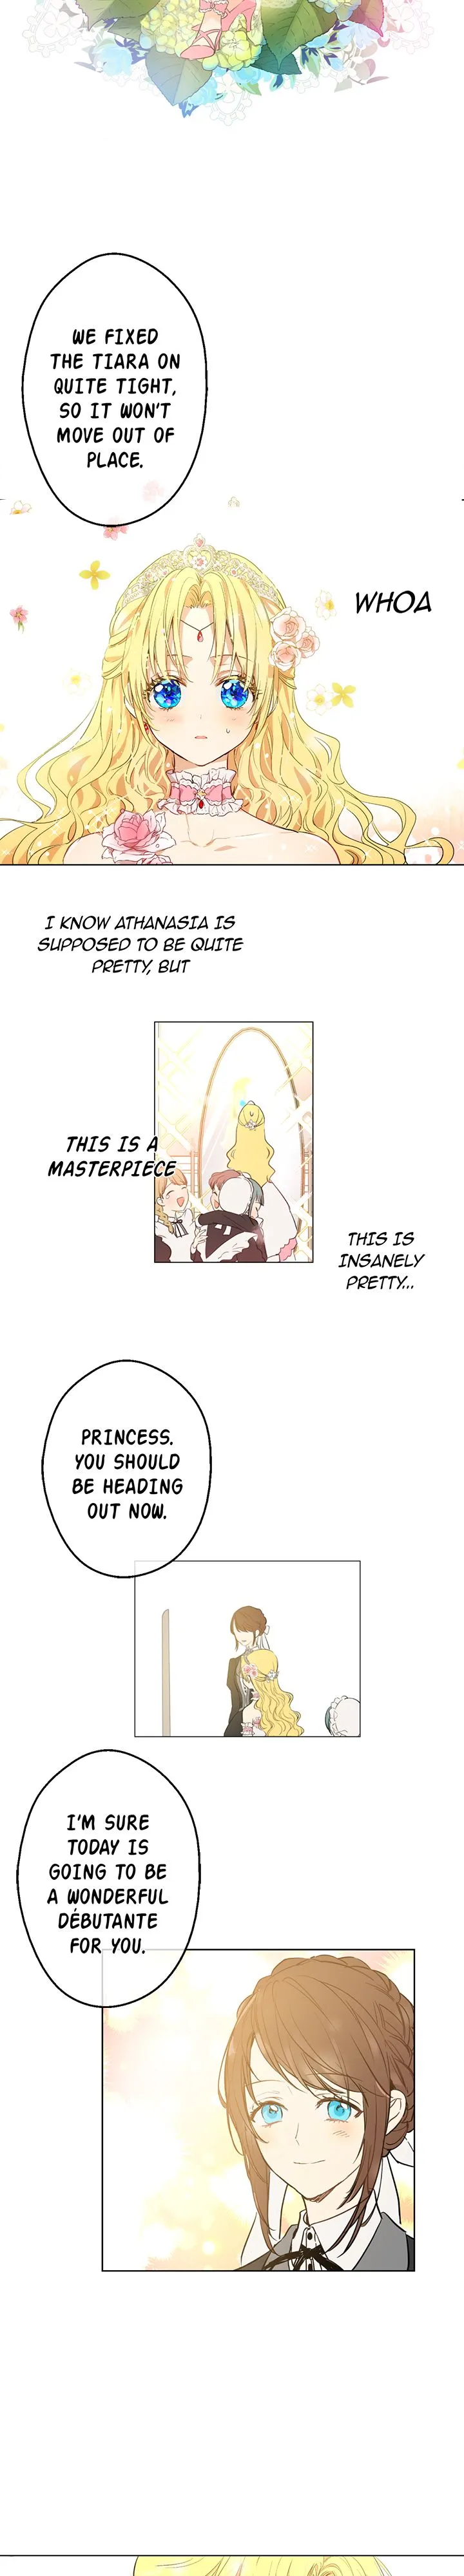 WE FIXED
THE TIARA ON
QUITE TIGHT,
SO IT WON'T
MOVE OUT OF
PLACE.
WHOA
I KNOW ATHANASIA IS
SUPPOSED TO BE QUITE
PRETTY, BUT
THIS IS A
MASTERPIECE
THIS IS
INSANELY
PRETTY...
PRINCESS.
YOU SHOULD
BE HEADING
OUT NOW.
I'M SURE
TODAY IS
GOING TO BE
A WONDERFUL
DÉBUTANTE
FOR YOU.